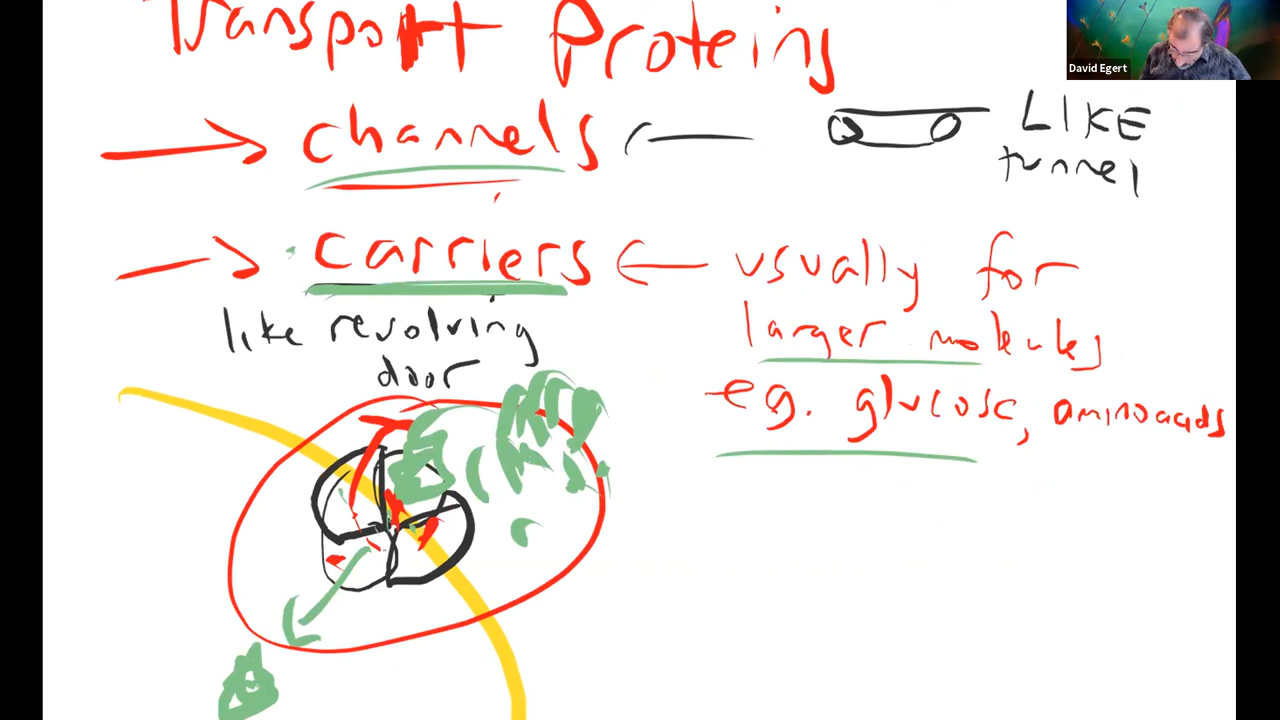 Transport Proteins
David Egert
channels
LIKE
tunnel
carriers
usually for
larger molecules
like revolving
door
eg. glucose, aminoacids